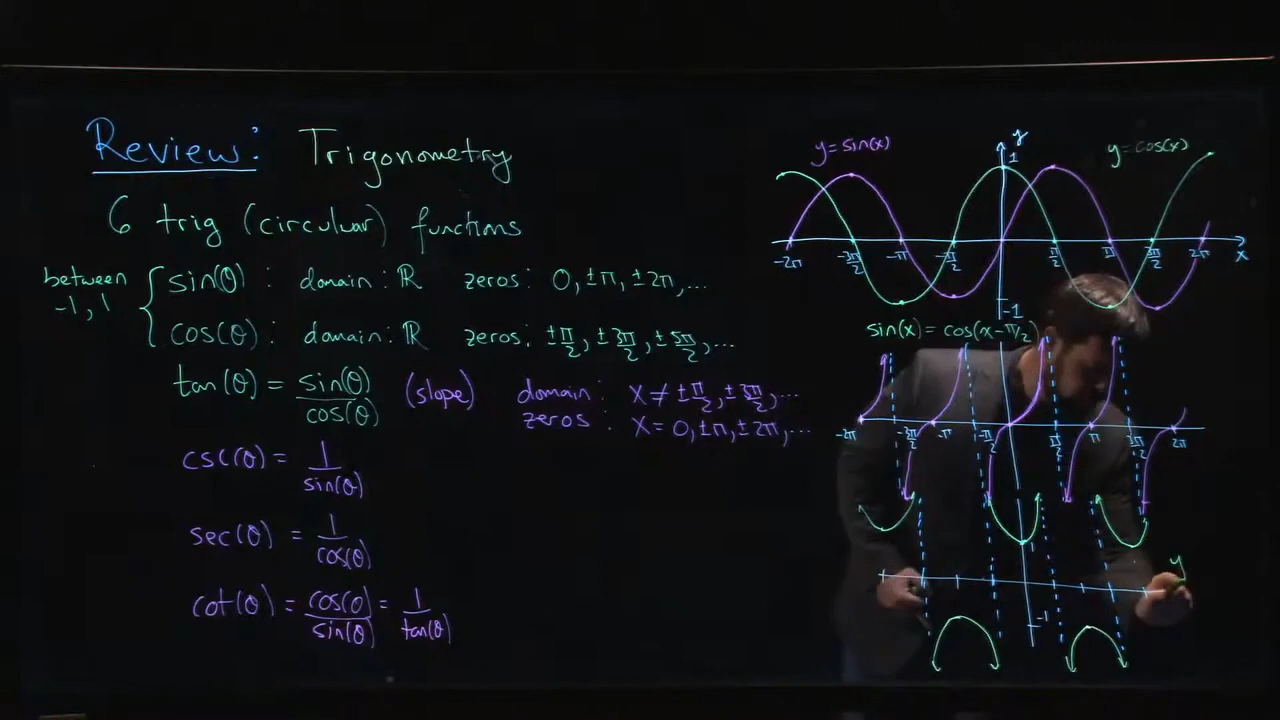 Review: Trigonometry
6 trig (circular) functions
between -1, 1
sin(θ) : domain: ℝ zeros: 0, ±π, ±2π, ...
cos(θ) : domain: ℝ zeros: ±π/2, ±3π/2, ±5π/2, ...
tan(θ) = sin(θ)/cos(θ) (slope) domain: x ≠ ±π/2, ±3π/2, ...
zeros: x = 0, ±π, ±2π, ...
csc(θ) = 1/sin(θ)
sec(θ) = 1/cos(θ)
cot(θ) = cos(θ)/sin(θ) = 1/tan(θ)
y
y=sin(x) 1 y=cos(x)
-2π -3π/2 -π -π/2 π/2 π 3π/2 2π x
-1
sin(x) = cos(x-π/2)
-2π -3π/2 -π -π/2 π/2 π 3π/2 2π
1
y
-1